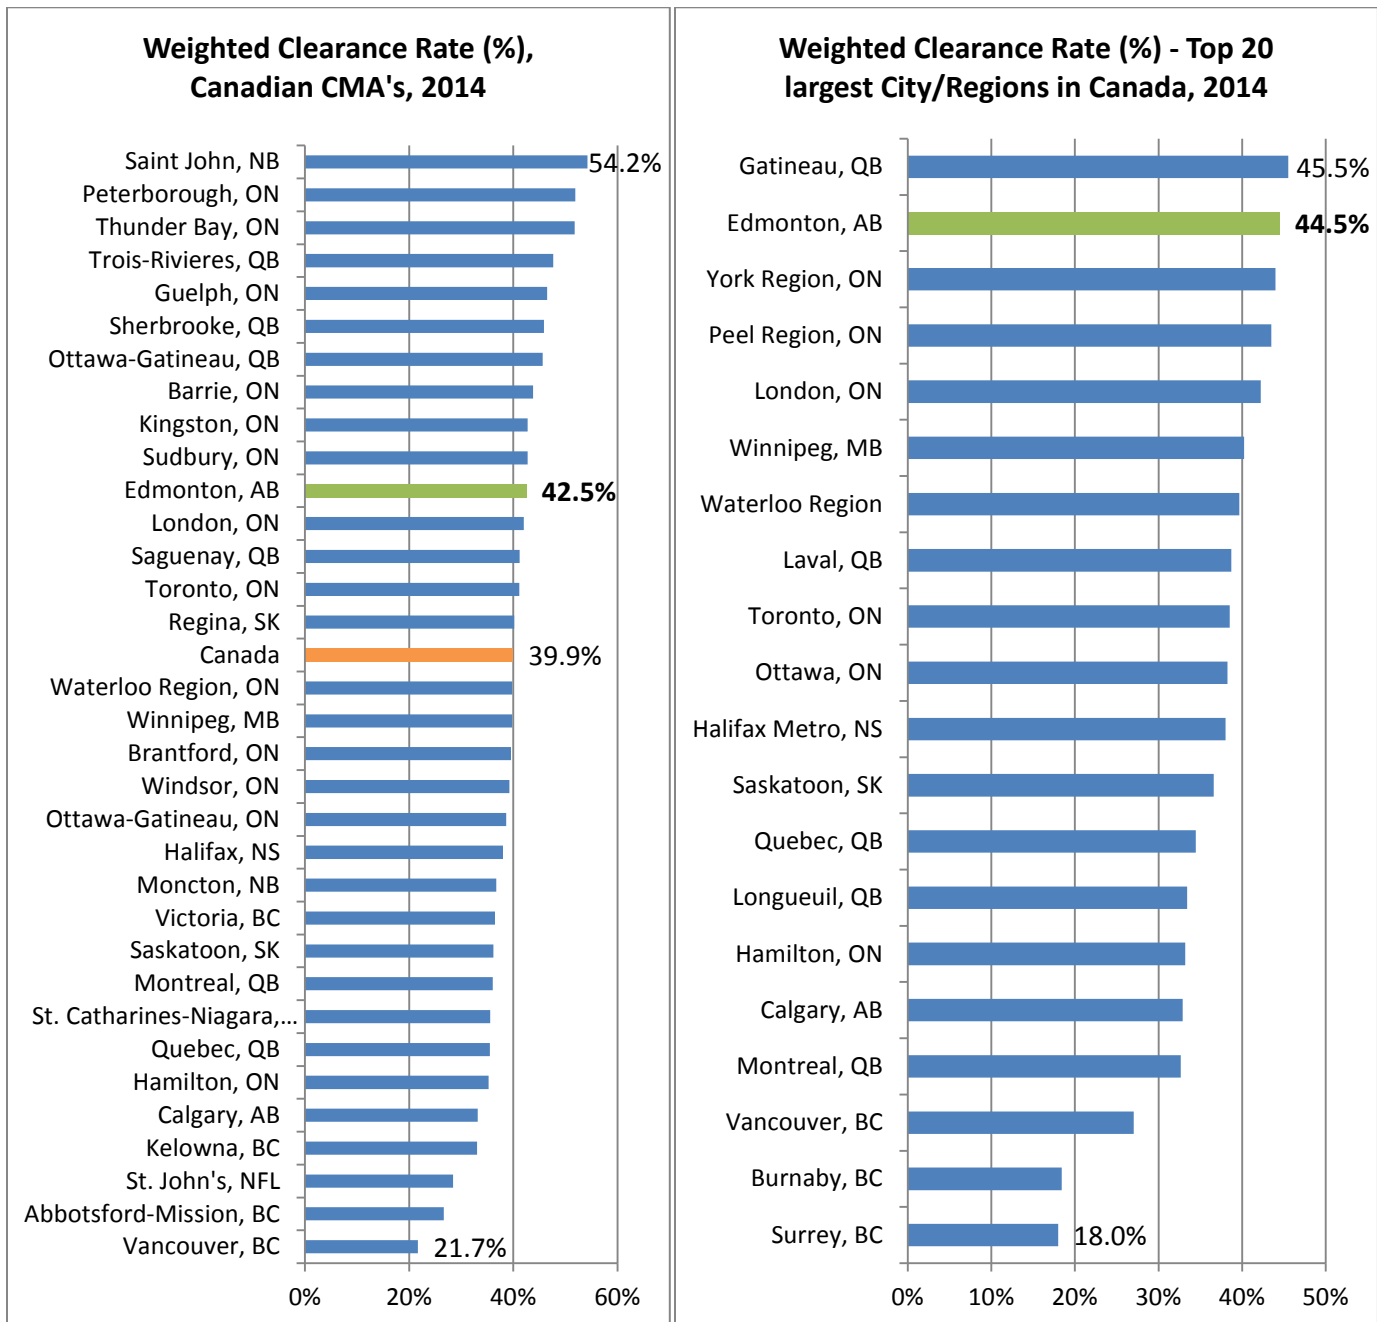 Weighted Clearance Rate (%),
Canadian CMA's, 2014
Saint John, NB 54.2%
Peterborough, ON
Thunder Bay, ON
Trois-Rivieres, QB
Guelph, ON
Sherbrooke, QB
Ottawa-Gatineau, QB
Barrie, ON
Kingston, ON
Sudbury, ON
Edmonton, AB 42.5%
London, ON
Saguenay, QB
Toronto, ON
Regina, SK
Canada 39.9%
Waterloo Region, ON
Winnipeg, MB
Brantford, ON
Windsor, ON
Ottawa-Gatineau, ON
Halifax, NS
Moncton, NB
Victoria, BC
Saskatoon, SK
Montreal, QB
St. Catharines-Niagara,...
Quebec, QB
Hamilton, ON
Calgary, AB
Kelowna, BC
St. John's, NFL
Abbotsford-Mission, BC
Vancouver, BC 21.7%
0% 20% 40% 60%
Weighted Clearance Rate (%) - Top 20
largest City/Regions in Canada, 2014
Gatineau, QB 45.5%
Edmonton, AB 44.5%
York Region, ON
Peel Region, ON
London, ON
Winnipeg, MB
Waterloo Region
Laval, QB
Toronto, ON
Ottawa, ON
Halifax Metro, NS
Saskatoon, SK
Quebec, QB
Longueuil, QB
Hamilton, ON
Calgary, AB
Montreal, QB
Vancouver, BC
Burnaby, BC
Surrey, BC 18.0%
0% 10% 20% 30% 40% 50%